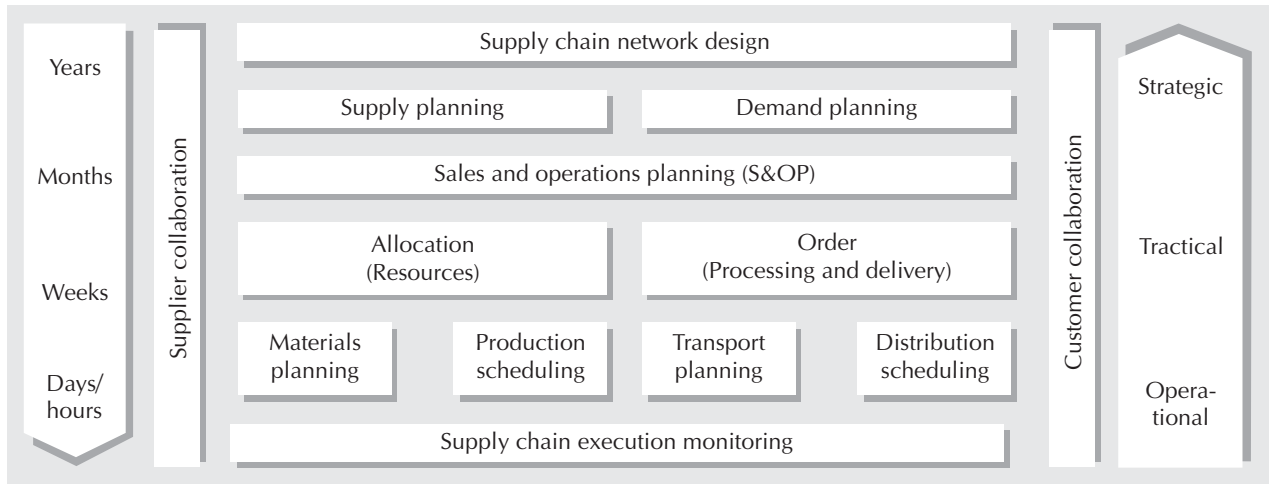 Years
Months
Weeks
Days/
hours
Supplier collaboration
Supply chain network design
Supply planning
Demand planning
Sales and operations planning (S&OP)
Allocation
(Resources)
Order
(Processing and delivery)
Materials
planning
Production
scheduling
Transport
planning
Distribution
scheduling
Supply chain execution monitoring
Customer collaboration
Strategic
Tractical
Opera-
tional